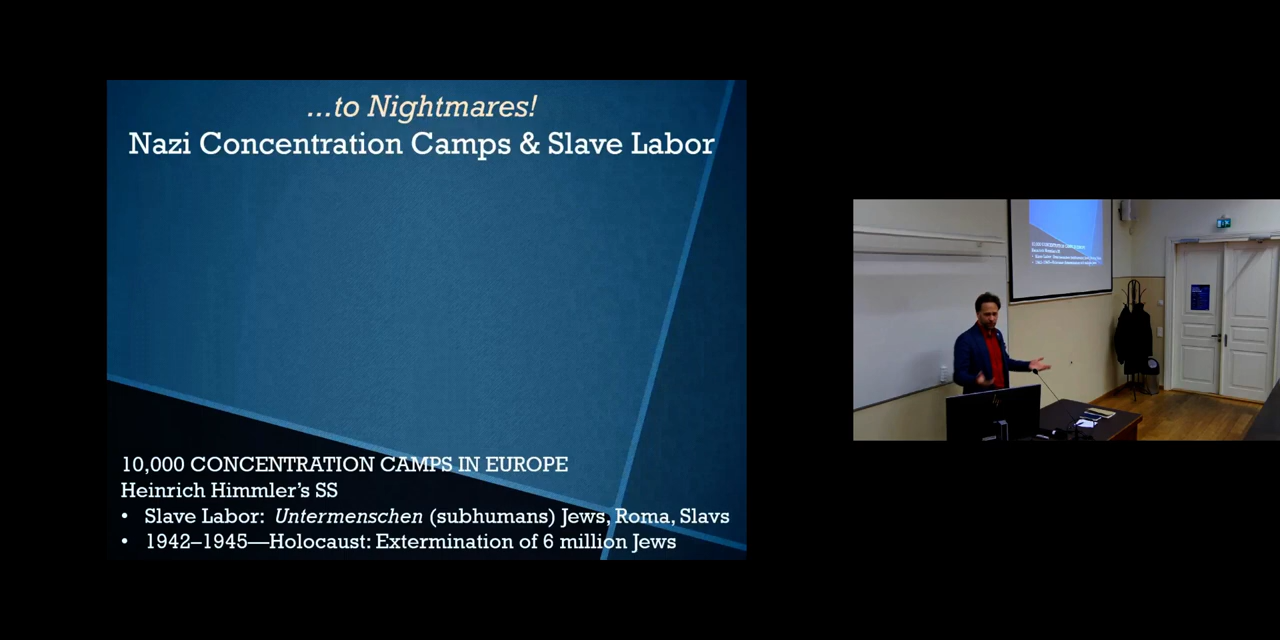 ...to Nightmares!
Nazi Concentration Camps & Slave Labor
10,000 CONCENTRATION CAMPS IN EUROPE
Heinrich Himmler's SS
• Slave Labor: Untermenschen (subhumans) Jews, Roma, Slavs
• 1942–1945—Holocaust: Extermination of 6 million Jews